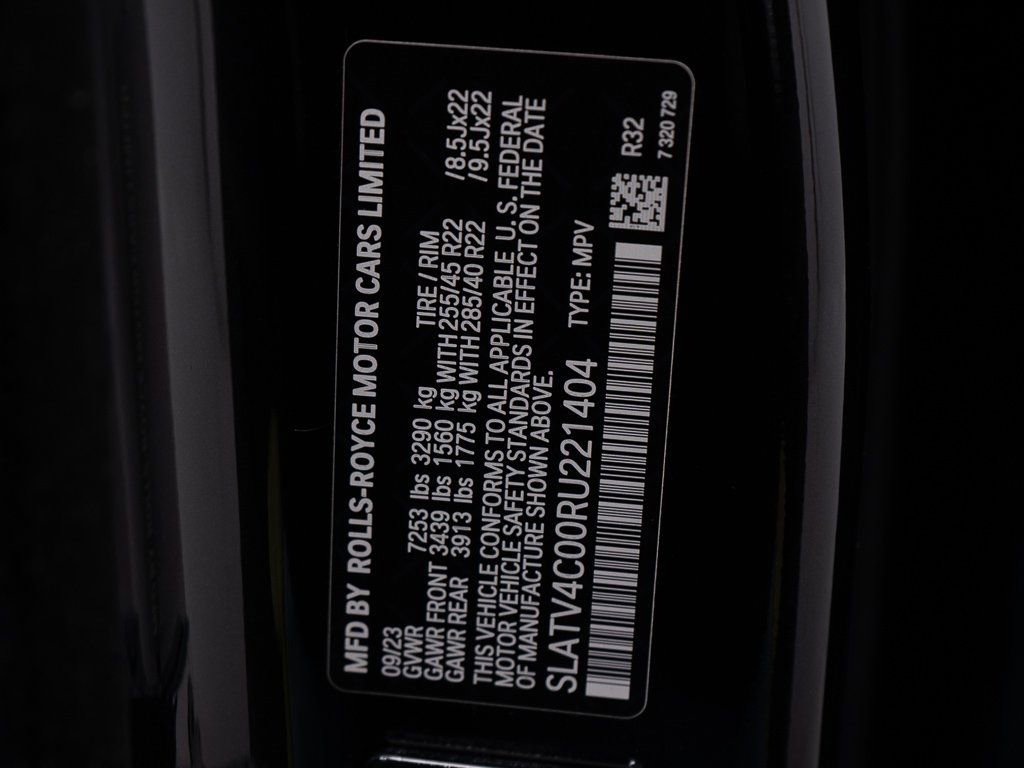 MFD BY ROLLS-ROYCE MOTOR CARS LIMITED
09/23
GVWR 7253 lbs 3290 kg TIRE / RIM
GAWR FRONT 3439 lbs 1560 kg WITH 255/45 R22 /8.5Jx22
GAWR REAR 3913 lbs 1775 kg WITH 285/40 R22 /9.5Jx22
THIS VEHICLE CONFORMS TO ALL APPLICABLE U. S. FEDERAL
MOTOR VEHICLE SAFETY STANDARDS IN EFFECT ON THE DATE
OF MANUFACTURE SHOWN ABOVE.
SLATV4C00RU221404 TYPE: MPV
R32
7 320 729